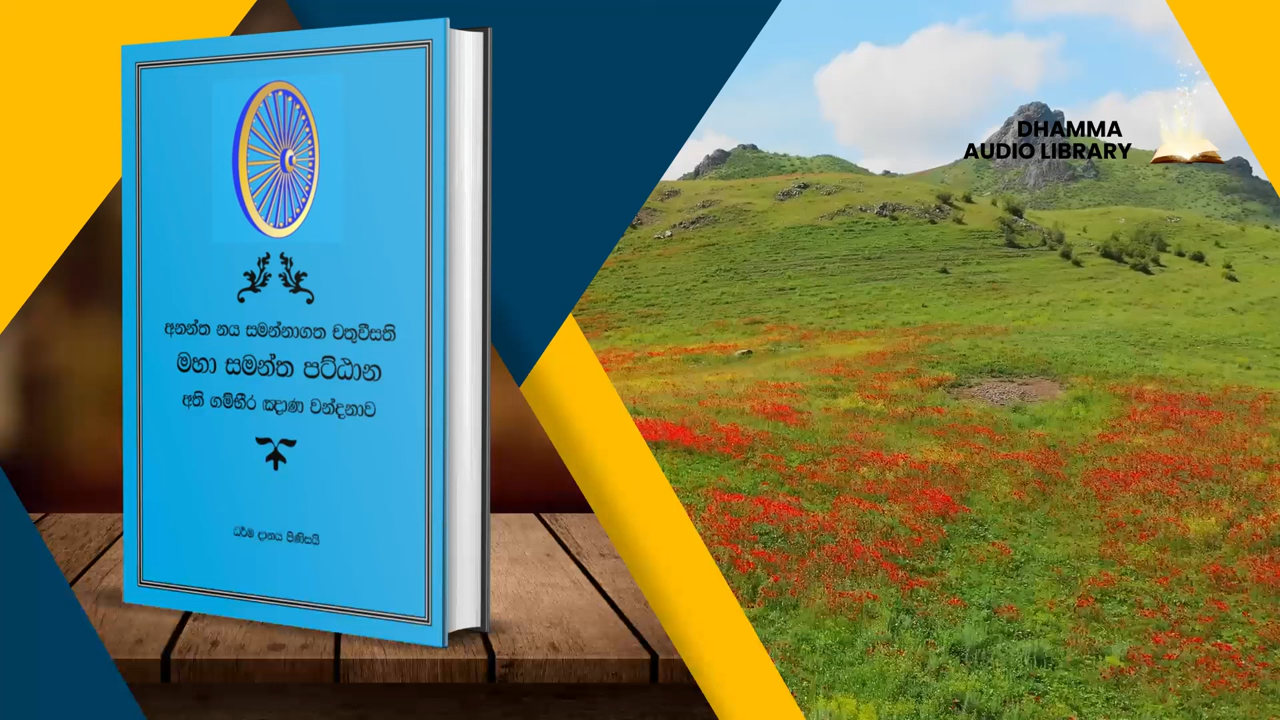 අනන්ත නය සමන්නාගත චතුවීසති
මහා සමන්ත පට්ඨාන
අති ගම්භීර ඤාණ වන්දනාව
ධර්ම දානය පිණිසයි
DHAMMA
AUDIO LIBRARY